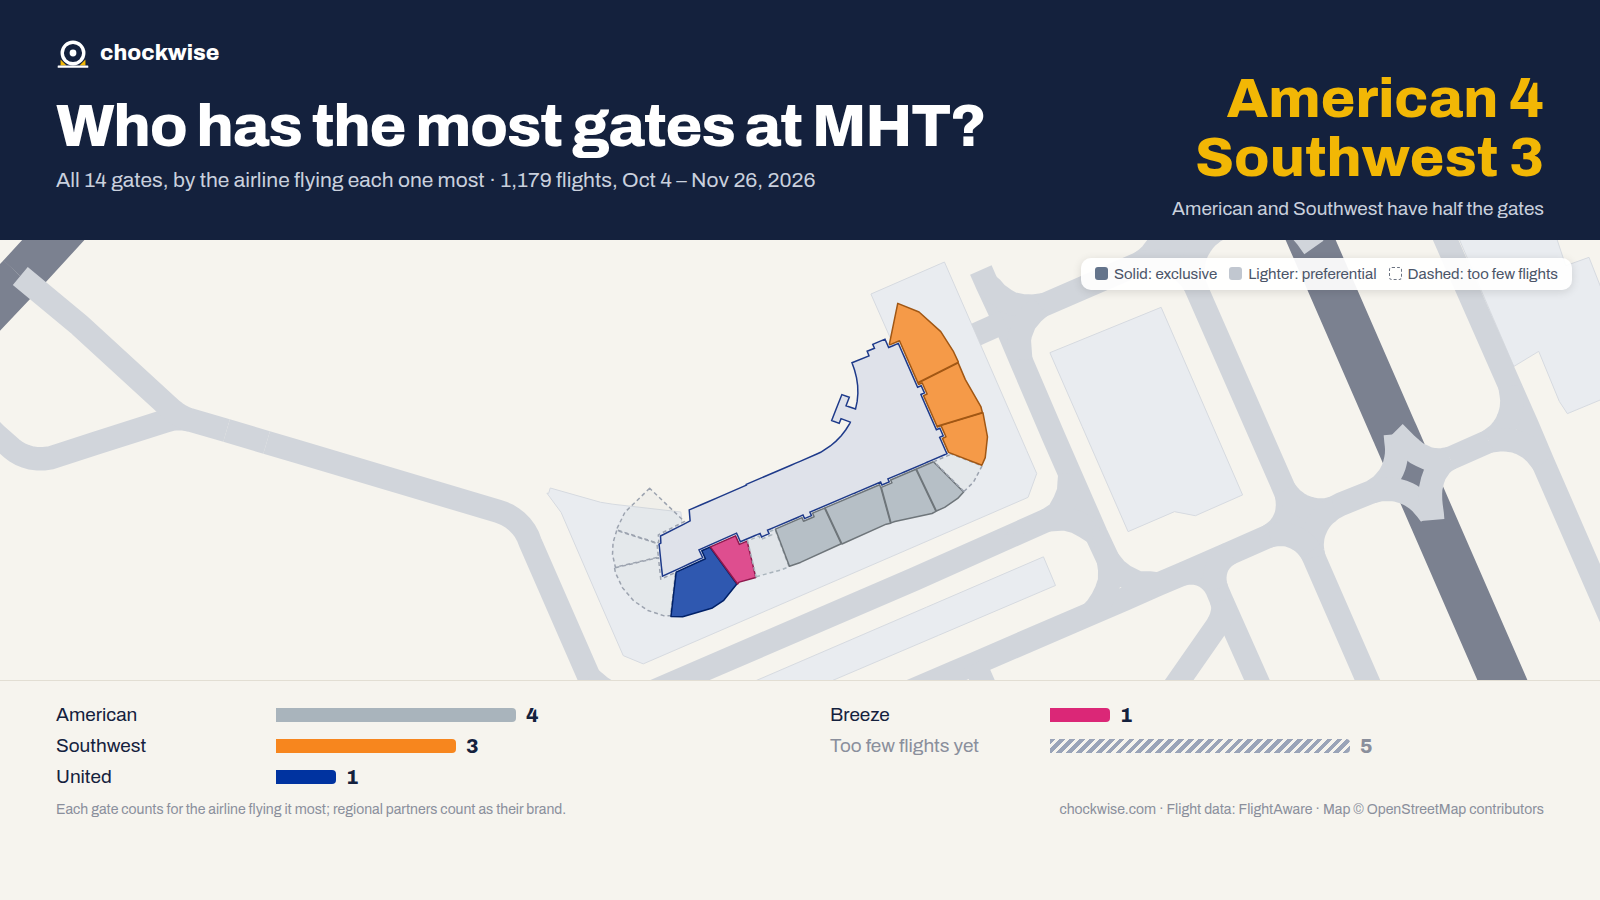 chockwise
Who has the most gates at MHT?
All 14 gates, by the airline flying each one most · 1,179 flights, Oct 4 – Nov 26, 2026
American 4
Southwest 3
American and Southwest have half the gates
Solid: exclusive
Lighter: preferential
Dashed: too few flights
American 4
Southwest 3
United 1
Breeze 1
Too few flights yet 5
Each gate counts for the airline flying it most; regional partners count as their brand.
chockwise.com · Flight data: FlightAware · Map © OpenStreetMap contributors